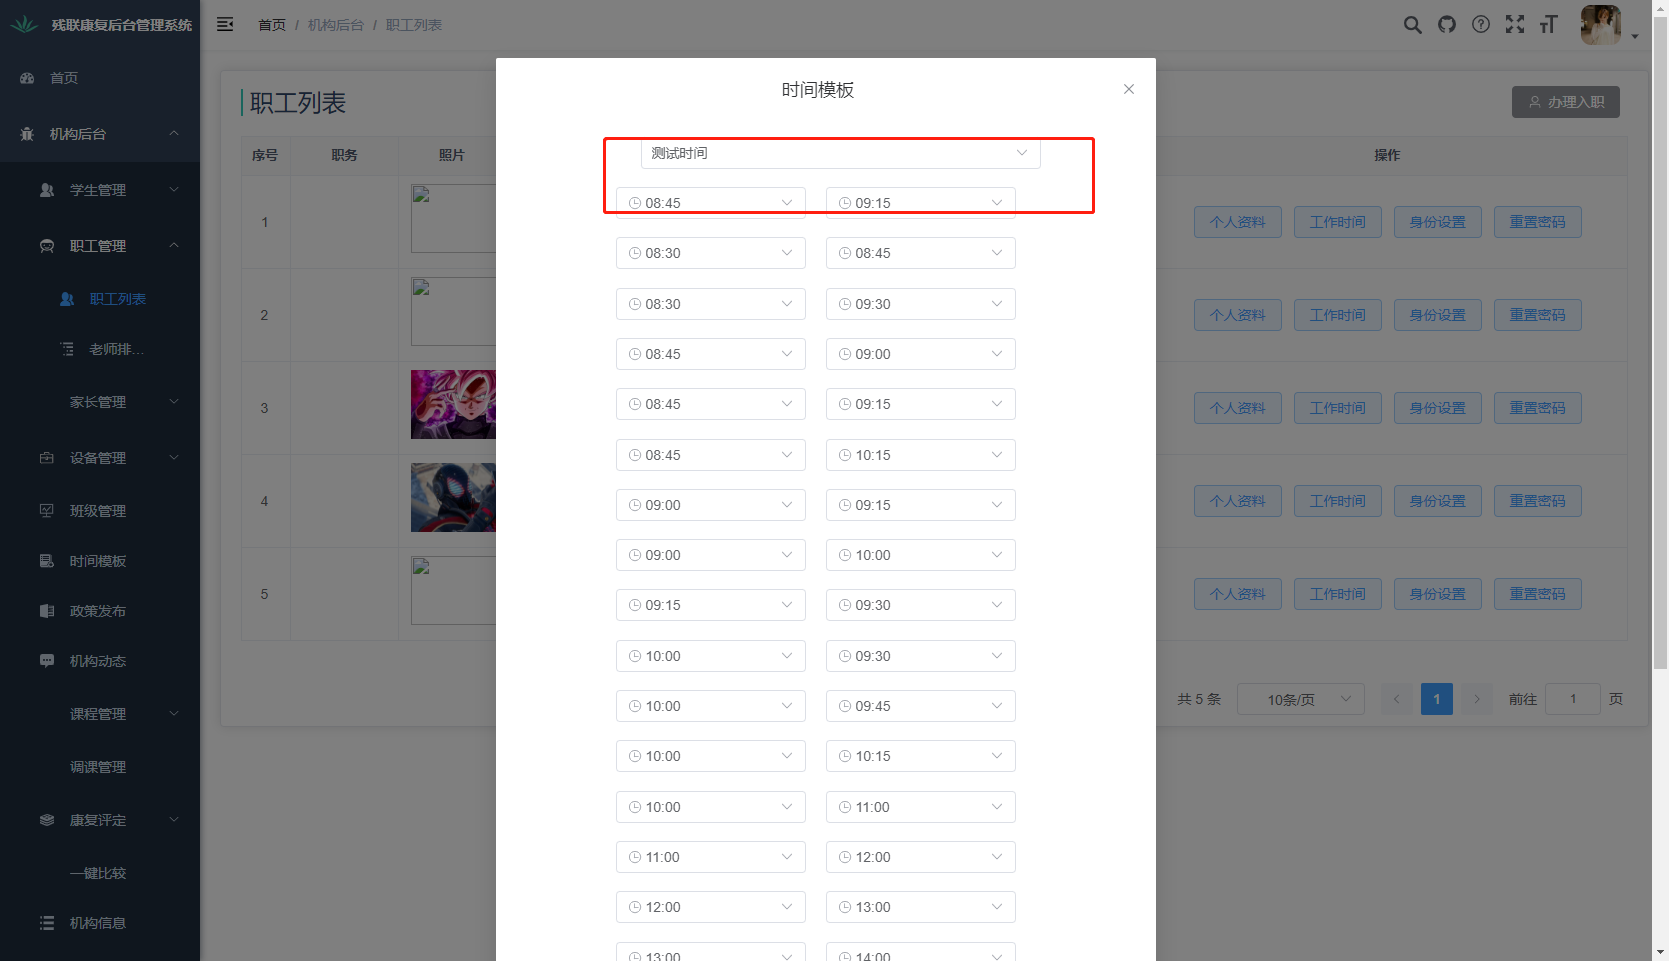 残联康复后台管理系统
首页 / 机构后台 / 职工列表
首页
机构后台
学生管理
职工管理
职工列表
老师排...
家长管理
设备管理
班级管理
时间模板
政策发布
机构动态
课程管理
调课管理
康复评定
一键比较
机构信息
职工列表
办理入职
序号 职务 照片 操作
1 个人资料 工作时间 身份设置 重置密码
2 个人资料 工作时间 身份设置 重置密码
3 个人资料 工作时间 身份设置 重置密码
4 个人资料 工作时间 身份设置 重置密码
5 个人资料 工作时间 身份设置 重置密码
共 5 条 10条/页 1 前往 1 页
时间模板
测试时间
08:45 09:15
08:30 08:45
08:30 09:30
08:45 09:00
08:45 09:15
08:45 10:15
09:00 09:15
09:00 10:00
09:15 09:30
10:00 09:30
10:00 09:45
10:00 10:15
10:00 11:00
11:00 12:00
12:00 13:00
13:00 14:00